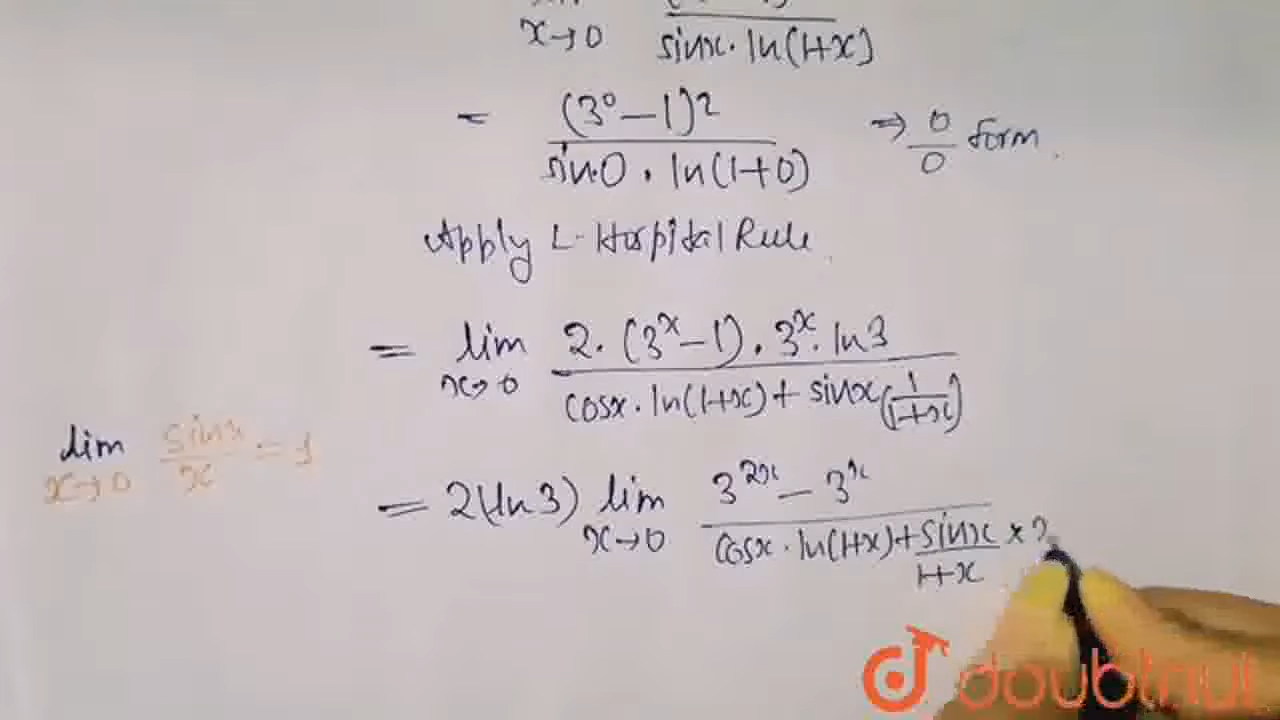 x→0 sinx·ln(1+x)
= (3⁰−1)² / sin0·ln(1+0) ⇒ 0/0 form.
Apply L-Hospital Rule.
= lim x→0 2·(3ˣ−1)·3ˣ·ln3 / cosx·ln(1+x)+sinx(1/1+x)
lim x→0 sinx/x = 1
= 2(ln3) lim x→0 3²ˣ−3ˣ / cosx·ln(1+x)+sinx/1+x ×
doubtnut